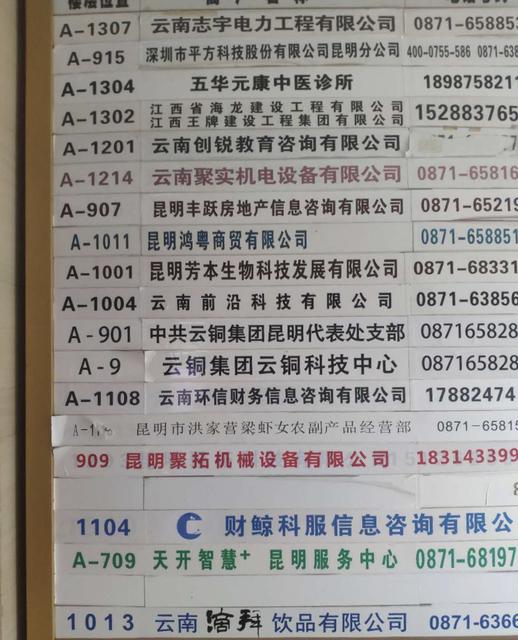 楼层位置
A-1307 云南志宇电力工程有限公司 0871-658853
A-915 深圳市平方科技股份有限公司昆明分公司 400-0755-586 0871-638
A-1304 五华元康中医诊所 1898758211
A-1302 江西省海龙建设工程有限公司 江西王牌建设工程集团有限公司 152883765
A-1201 云南创锐教育咨询有限公司
A-1214 云南聚实机电设备有限公司 0871-65816
A-907 昆明丰跃房地产信息咨询有限公司 0871-65219
A-1011 昆明鸿粤商贸有限公司 0871-658851
A-1001 昆明芳本生物科技发展有限公司 0871-68331
A-1004 云南前沿科技有限公司 0871-63856
A-901 中共云铜集团昆明代表处支部 087165828
A-9 云铜集团云铜科技中心 087165828
A-1108 云南环信财务信息咨询有限公司 17882474
昆明市洪家营梁虾女农副产品经营部 0871-65815
909 昆明聚拓机械设备有限公司 183143399
1104 财鲸科服信息咨询有限公
A-709 天开智慧+ 昆明服务中心 0871-68197
1013 云南 饮品有限公司 0871-6366